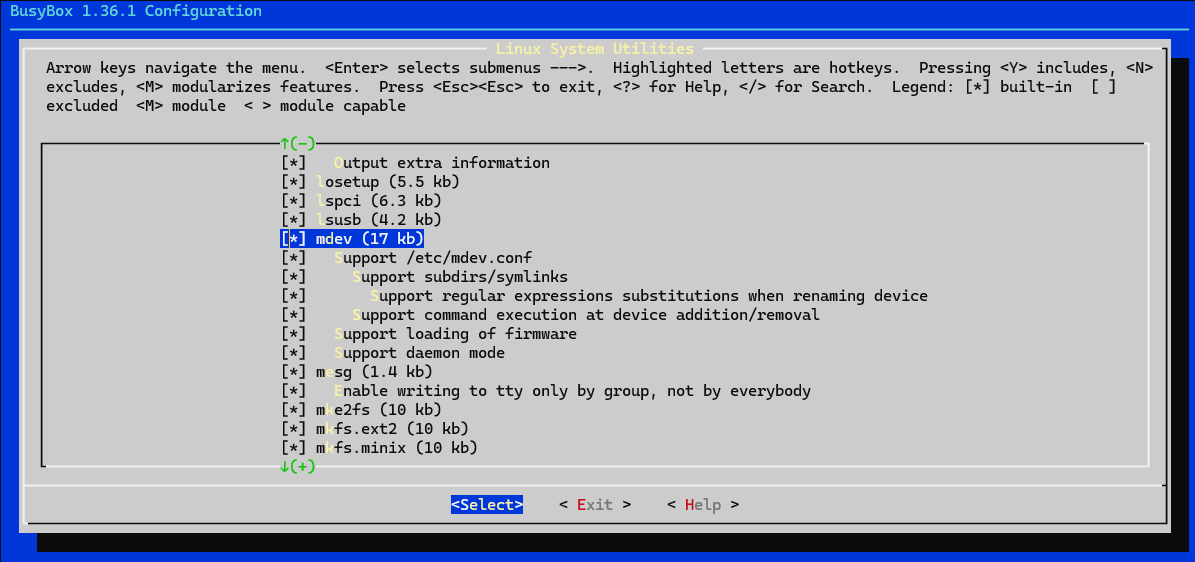 BusyBox 1.36.1 Configuration
Linux System Utilities
Arrow keys navigate the menu.  <Enter> selects submenus --->.  Highlighted letters are hotkeys.  Pressing <Y> includes, <N>
excludes, <M> modularizes features.  Press <Esc><Esc> to exit, <?> for Help, </> for Search.  Legend: [*] built-in  [ ]
excluded  <M> module  < > module capable
↑(-)
[*]   Output extra information
[*] losetup (5.5 kb)
[*] lspci (6.3 kb)
[*] lsusb (4.2 kb)
[*] mdev (17 kb)
[*]   Support /etc/mdev.conf
[*]     Support subdirs/symlinks
[*]       Support regular expressions substitutions when renaming device
[*]     Support command execution at device addition/removal
[*]   Support loading of firmware
[*]   Support daemon mode
[*] mesg (1.4 kb)
[*]   Enable writing to tty only by group, not by everybody
[*] mke2fs (10 kb)
[*] mkfs.ext2 (10 kb)
[*] mkfs.minix (10 kb)
↓(+)
<Select>    < Exit >    < Help >